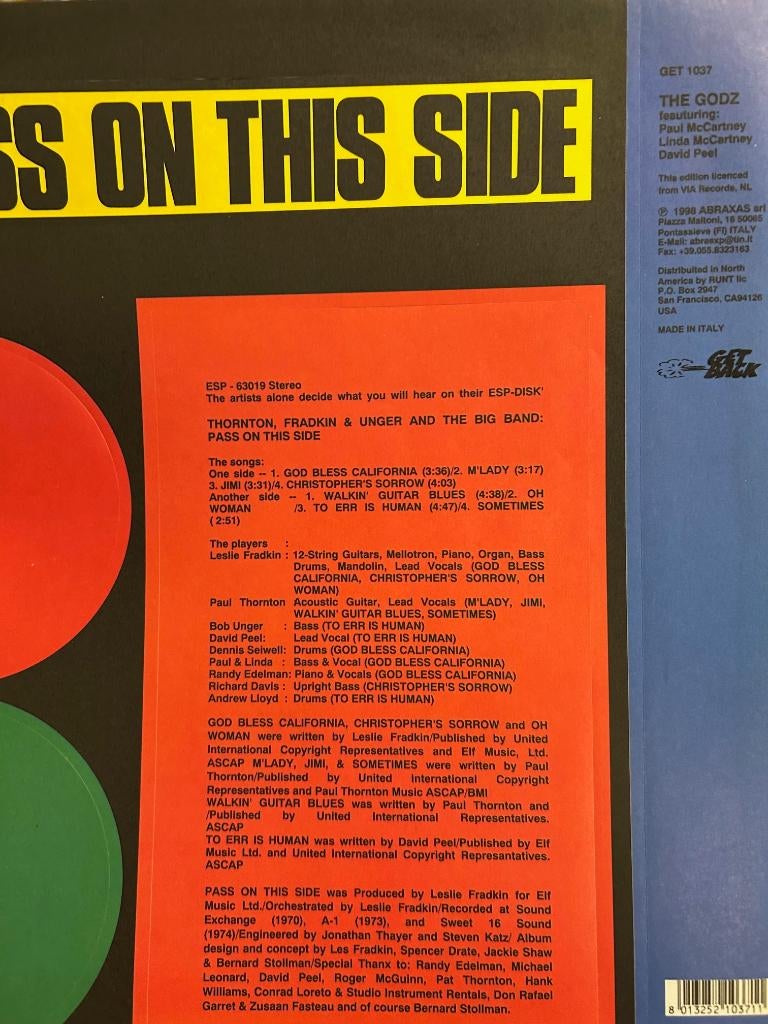 SS ON THIS SIDE
ESP - 63019 Stereo
The artists alone decide what you will hear on their ESP-DISK'
THORNTON, FRADKIN & UNGER AND THE BIG BAND:
PASS ON THIS SIDE
The songs:
One side -- 1. GOD BLESS CALIFORNIA (3:36)/2. M'LADY (3:17)
3. JIMI (3:31)/4. CHRISTOPHER'S SORROW (4:03)
Another side -- 1. WALKIN' GUITAR BLUES (4:38)/2. OH
WOMAN /3. TO ERR IS HUMAN (4:47)/4. SOMETIMES
(2:51)
The players :
Leslie Fradkin : 12-String Guitars, Mellotron, Piano, Organ, Bass
Drums, Mandolin, Lead Vocals (GOD BLESS
CALIFORNIA, CHRISTOPHER'S SORROW, OH
WOMAN)
Paul Thornton Acoustic Guitar, Lead Vocals (M'LADY, JIMI,
WALKIN' GUITAR BLUES, SOMETIMES)
Bob Unger : Bass (TO ERR IS HUMAN)
David Peel: Lead Vocal (TO ERR IS HUMAN)
Dennis Seiwell: Drums (GOD BLESS CALIFORNIA)
Paul & Linda : Bass & Vocal (GOD BLESS CALIFORNIA)
Randy Edelman: Piano & Vocals (GOD BLESS CALIFORNIA)
Richard Davis : Upright Bass (CHRISTOPHER'S SORROW)
Andrew Lloyd : Drums (TO ERR IS HUMAN)
GOD BLESS CALIFORNIA, CHRISTOPHER'S SORROW and OH
WOMAN were written by Leslie Fradkin/Published by United
International Copyright Representatives and Elf Music, Ltd.
ASCAP M'LADY, JIMI, & SOMETIMES were written by Paul
Thornton/Published by United International Copyright
Representatives and Paul Thornton Music ASCAP/BMI
WALKIN' GUITAR BLUES was written by Paul Thornton and
/Published by United International Representatives.
ASCAP
TO ERR IS HUMAN was written by David Peel/Published by Elf
Music Ltd. and United International Copyright Represantatives.
ASCAP
PASS ON THIS SIDE was Produced by Leslie Fradkin for Elf
Music Ltd./Orchestrated by Leslie Fradkin/Recorded at Sound
Exchange (1970), A-1 (1973), and Sweet 16 Sound
(1974)/Engineered by Jonathan Thayer and Steven Katz/ Album
design and concept by Les Fradkin, Spencer Drate, Jackie Shaw
& Bernard Stollman/Special Thanx to: Randy Edelman, Michael
Leonard, David Peel, Roger McGuinn, Pat Thornton, Hank
Williams, Conrad Loreto & Studio Instrument Rentals, Don Rafael
Garret & Zusaan Fasteau and of course Bernard Stollman.
GET 1037
THE GODZ
feauturing:
Paul McCartney
Linda McCartney
David Peel
This edition licenced
from VIA Records, NL
℗ 1998 ABRAXAS srl
Piazza Maltoni, 16 50065
Pontassieve (FI) ITALY
E-Mail: abraxp@tin.it
Fax: +39.055.8323163
Distribuited in North
America by RUNT llc
P.O. Box 2947
San Francisco, CA94126
USA
MADE IN ITALY
GET
BACK
8 013252 103711